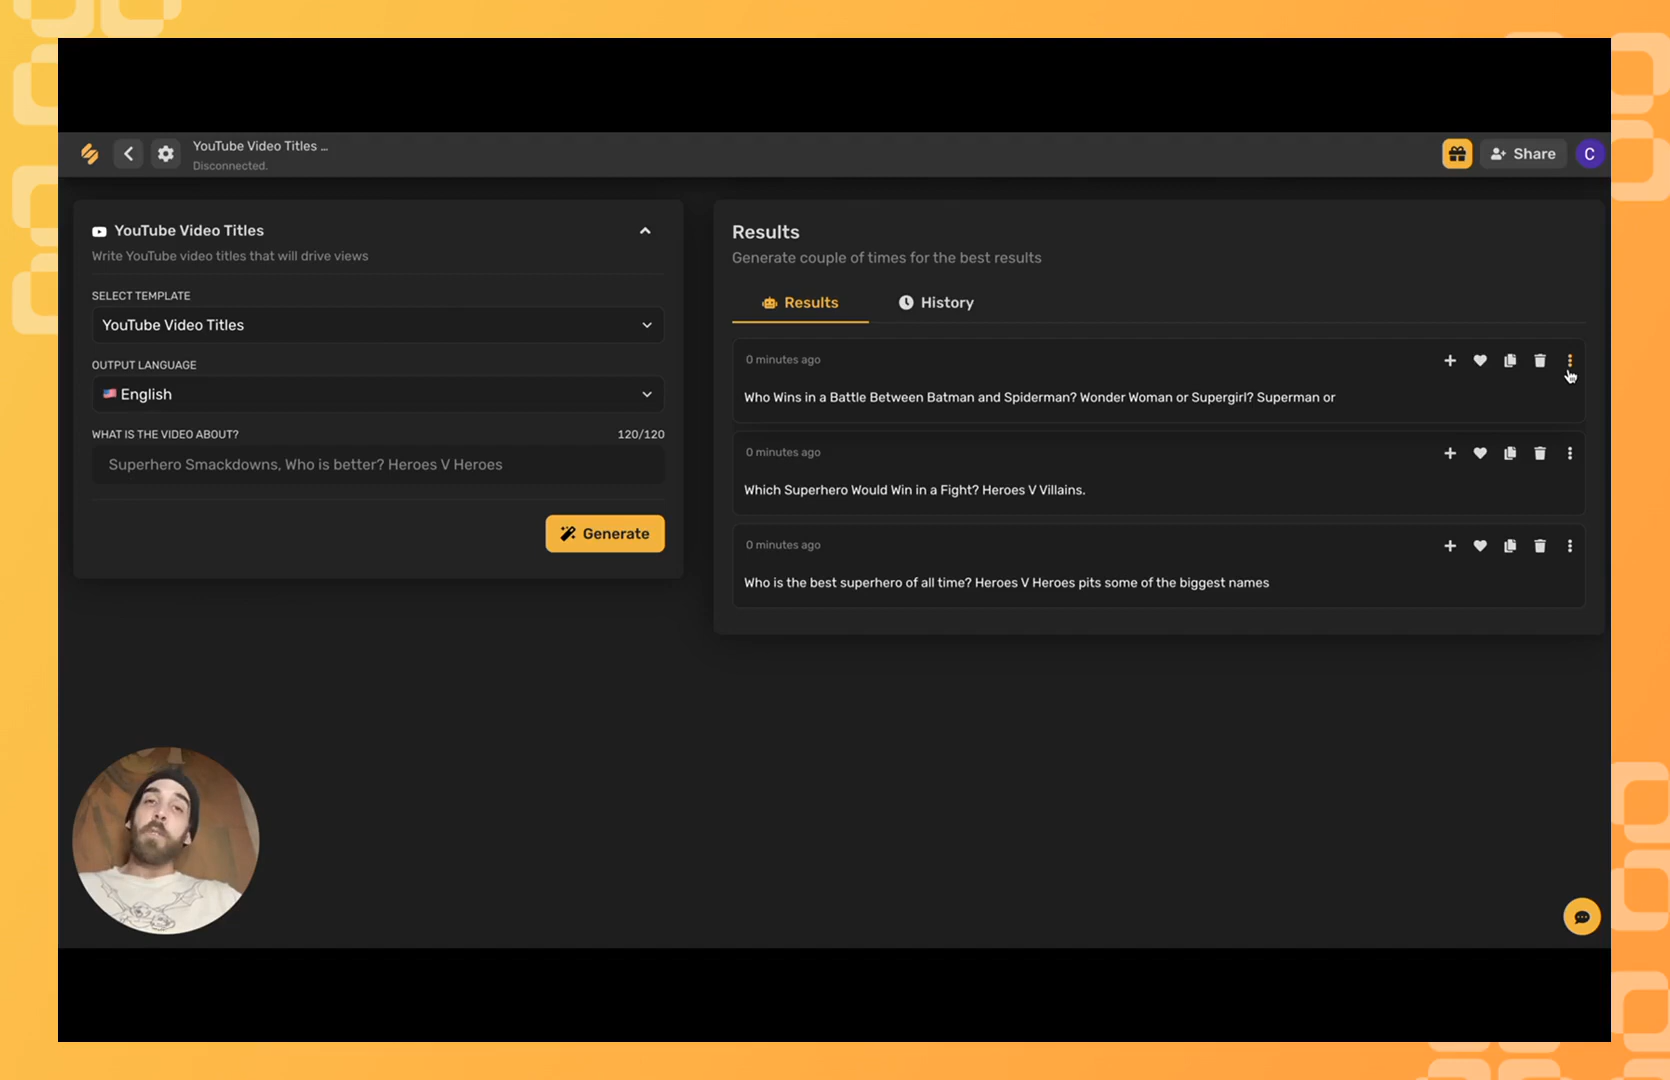 YouTube Video Titles ...
Disconnected.
Share
C
YouTube Video Titles
Write YouTube video titles that will drive views
SELECT TEMPLATE
YouTube Video Titles
OUTPUT LANGUAGE
English
WHAT IS THE VIDEO ABOUT?
120/120
Superhero Smackdowns, Who is better? Heroes V Heroes
Generate
Results
Generate couple of times for the best results
Results
History
0 minutes ago
Who Wins in a Battle Between Batman and Spiderman? Wonder Woman or Supergirl? Superman or
0 minutes ago
Which Superhero Would Win in a Fight? Heroes V Villains.
0 minutes ago
Who is the best superhero of all time? Heroes V Heroes pits some of the biggest names